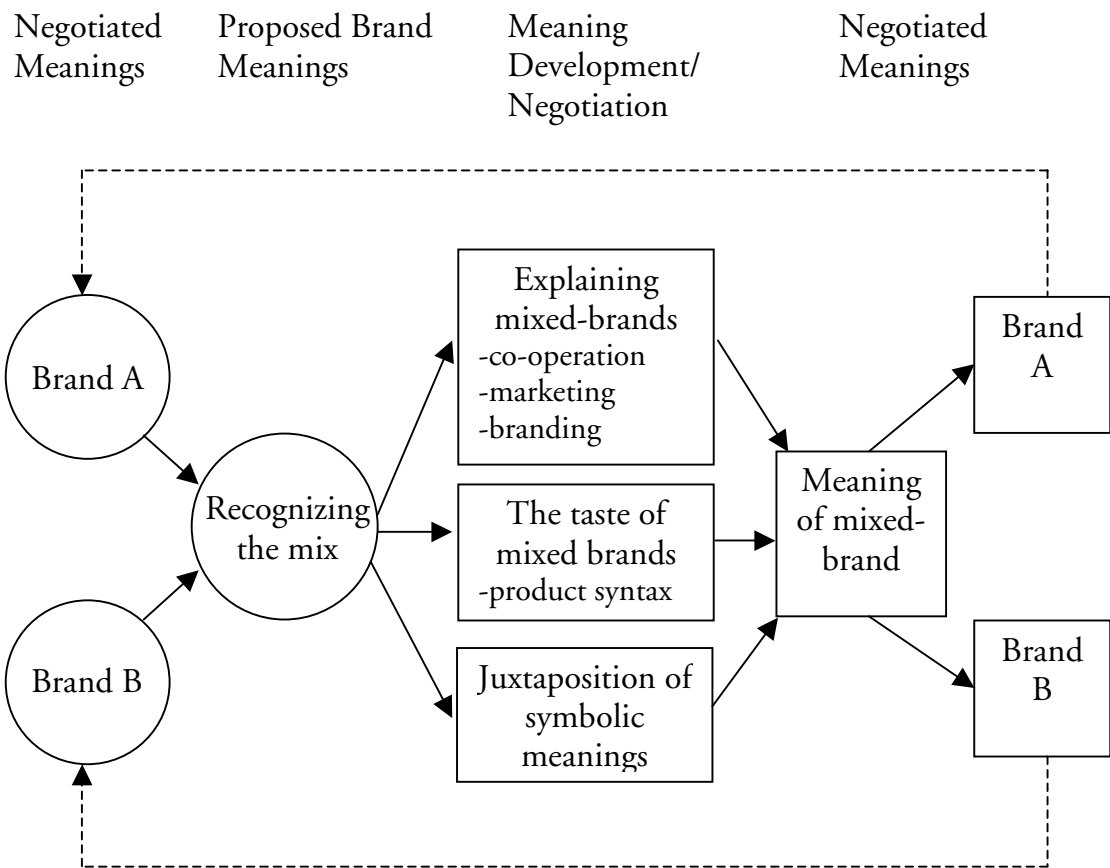 Negotiated
Meanings
Proposed Brand
Meanings
Meaning
Development/
Negotiation
Negotiated
Meanings
Brand A
Brand B
Recognizing
the mix
Explaining
mixed-brands
-co-operation
-marketing
-branding
The taste of
mixed brands
-product syntax
Juxtaposition of
symbolic
meanings
Meaning
of mixed-
brand
Brand
A
Brand
B